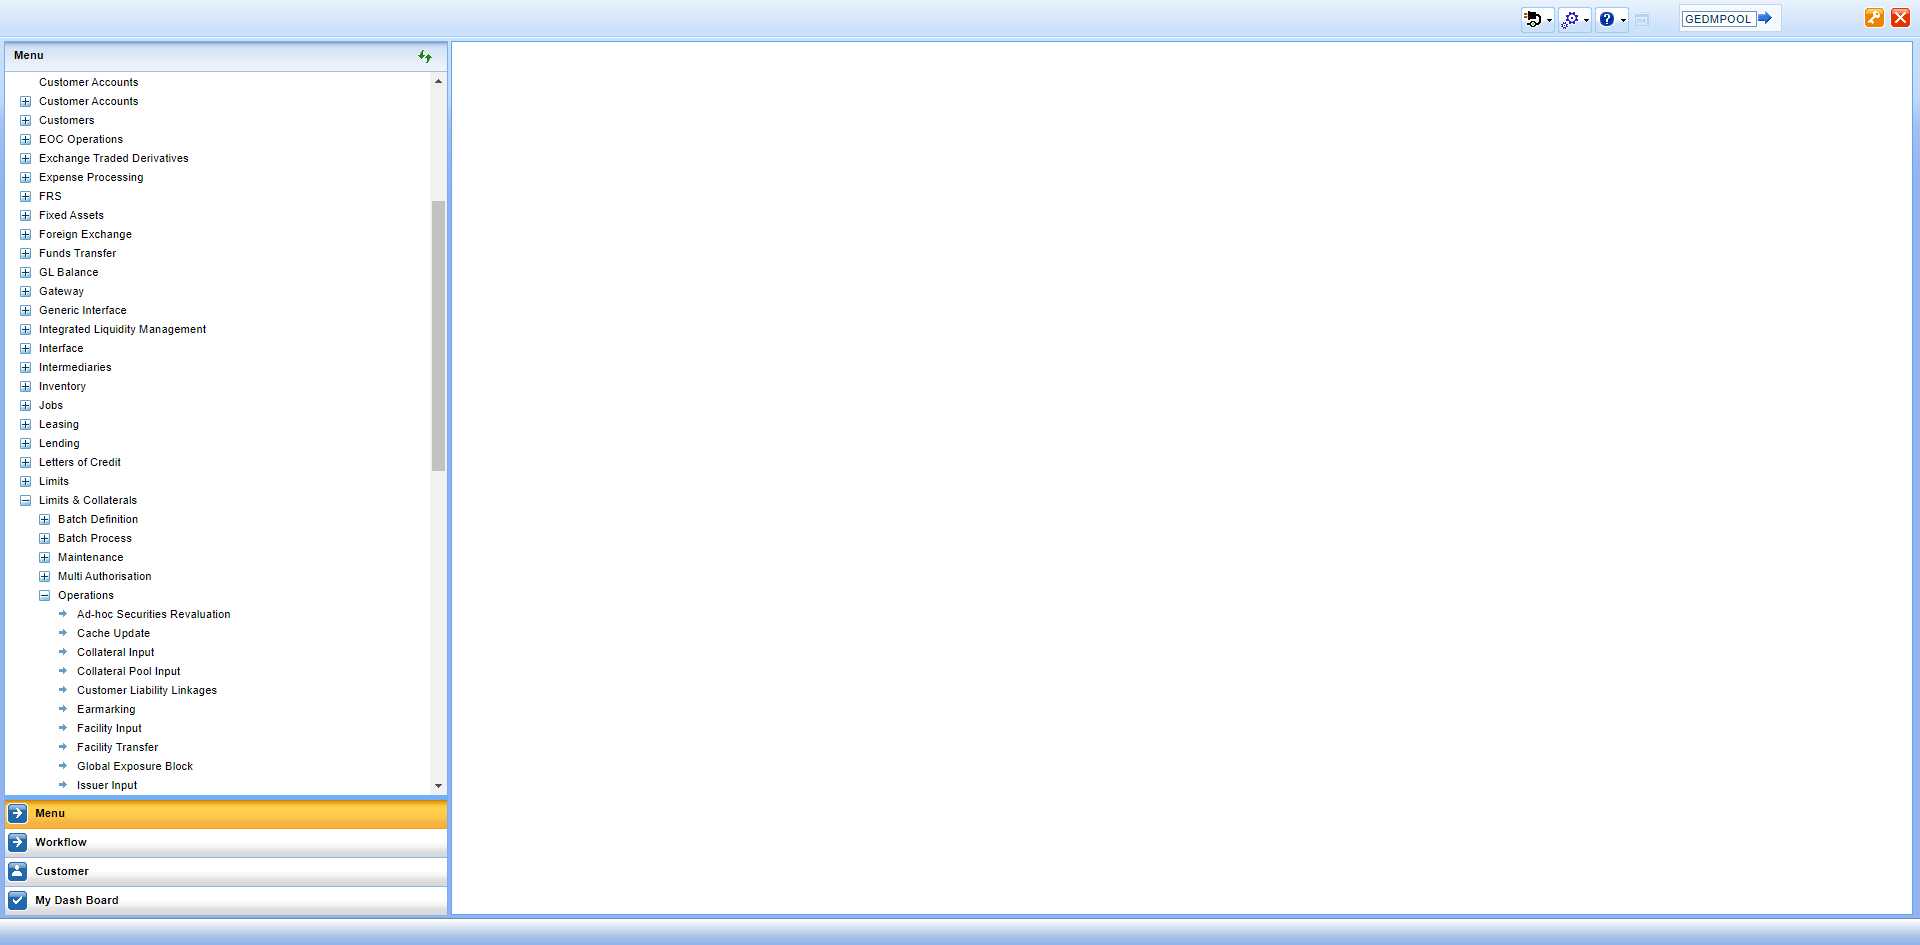 GEDMPOOL
Menu
Customer Accounts
Customer Accounts
Customers
EOC Operations
Exchange Traded Derivatives
Expense Processing
FRS
Fixed Assets
Foreign Exchange
Funds Transfer
GL Balance
Gateway
Generic Interface
Integrated Liquidity Management
Interface
Intermediaries
Inventory
Jobs
Leasing
Lending
Letters of Credit
Limits
Limits & Collaterals
Batch Definition
Batch Process
Maintenance
Multi Authorisation
Operations
Ad-hoc Securities Revaluation
Cache Update
Collateral Input
Collateral Pool Input
Customer Liability Linkages
Earmarking
Facility Input
Facility Transfer
Global Exposure Block
Issuer Input
Menu
Workflow
Customer
My Dash Board